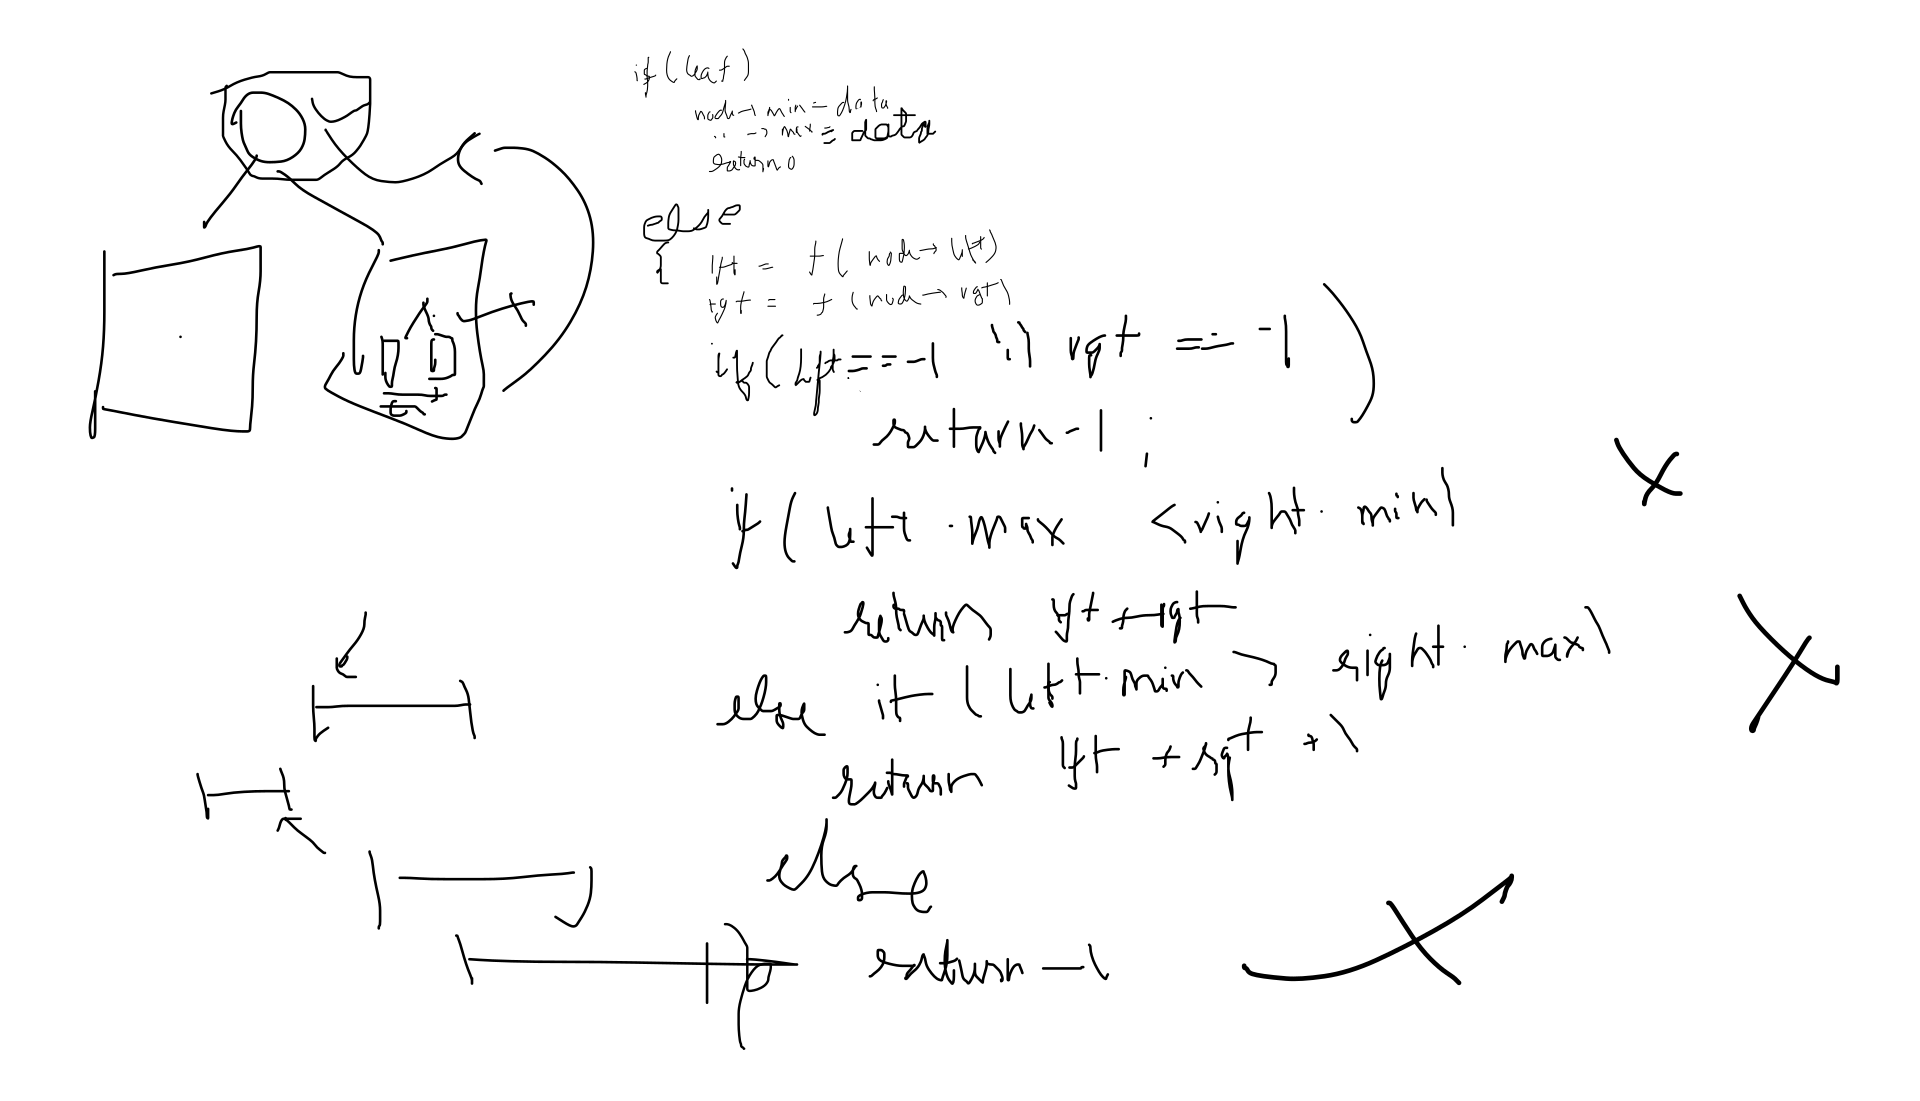 if (leaf)
node → min = data
" → max = data
return 0
else
{
lft = f ( node → left)
rgt = f (node → rgt)
if (Lft == -1 || rgt == -1 )
return -1 ;
if ( left . max < right . min)
return lft + rgt
else if ( left . min > right . max)
return lft + rgt + 1
else
return -1